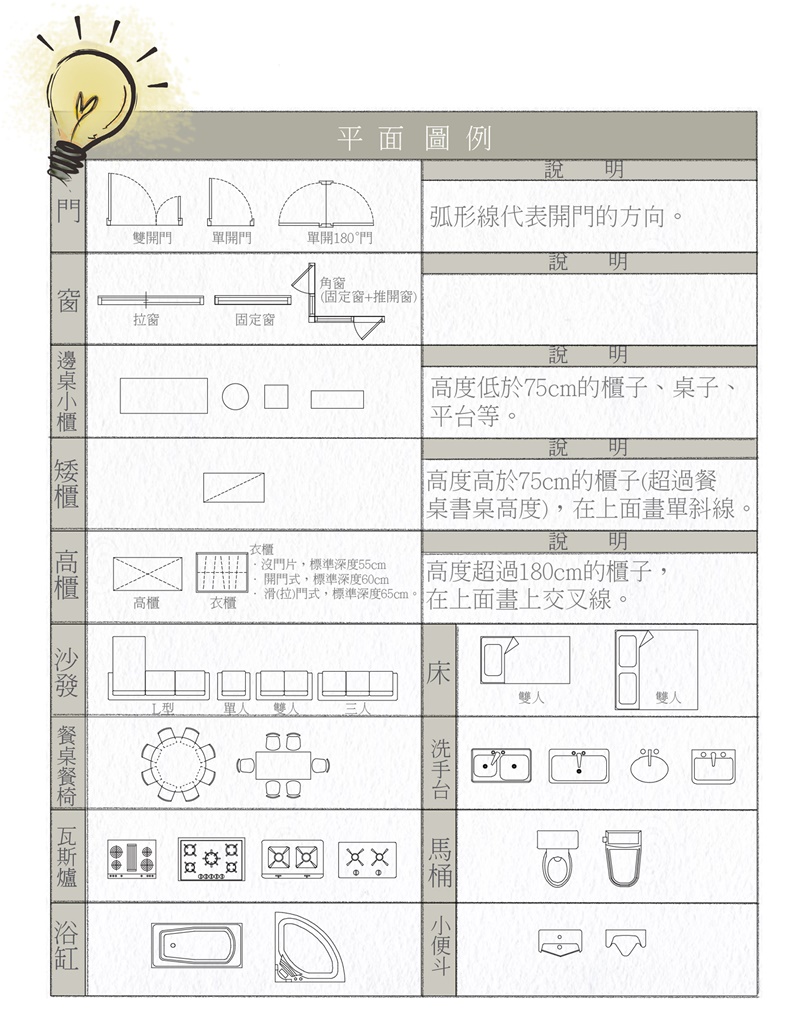 平面圖例
門
雙開門
單開門
單開180°門
說 明
弧形線代表開門的方向。
窗
拉窗
固定窗
角窗
(固定窗+推開窗)
說 明
邊桌小櫃
說 明
高度低於75cm的櫃子、桌子、
平台等。
矮櫃
說 明
高度高於75cm的櫃子(超過餐
桌書桌高度)，在上面畫單斜線。
高櫃
高櫃
衣櫃
衣櫃
·沒門片，標準深度55cm
·開門式，標準深度60cm
·滑(拉)門式，標準深度65cm。
說 明
高度超過180cm的櫃子，
在上面畫上交叉線。
沙發
L型
單人
雙人
三人
床
雙人
雙人
餐桌餐椅
洗手台
瓦斯爐
馬桶
浴缸
小便斗